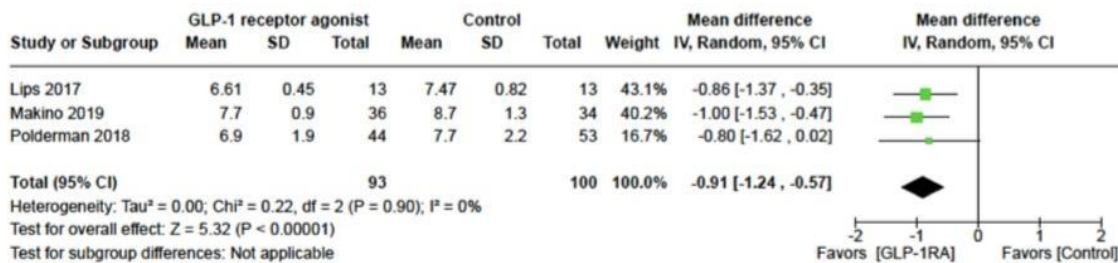 GLP-1 receptor agonist Control Mean difference Mean difference
Study or Subgroup Mean SD Total Mean SD Total Weight IV, Random, 95% CI IV, Random, 95% CI
Lips 2017 6.61 0.45 13 7.47 0.82 13 43.1% -0.86 [-1.37 , -0.35]
Makino 2019 7.7 0.9 36 8.7 1.3 34 40.2% -1.00 [-1.53 , -0.47]
Polderman 2018 6.9 1.9 44 7.7 2.2 53 16.7% -0.80 [-1.62 , 0.02]
Total (95% CI) 93 100 100.0% -0.91 [-1.24 , -0.57]
Heterogeneity: Tau² = 0.00; Chi² = 0.22, df = 2 (P = 0.90); I² = 0%
Test for overall effect: Z = 5.32 (P < 0.00001) -2 -1 0 1 2
Test for subgroup differences: Not applicable Favors [GLP-1RA] Favors [Control]